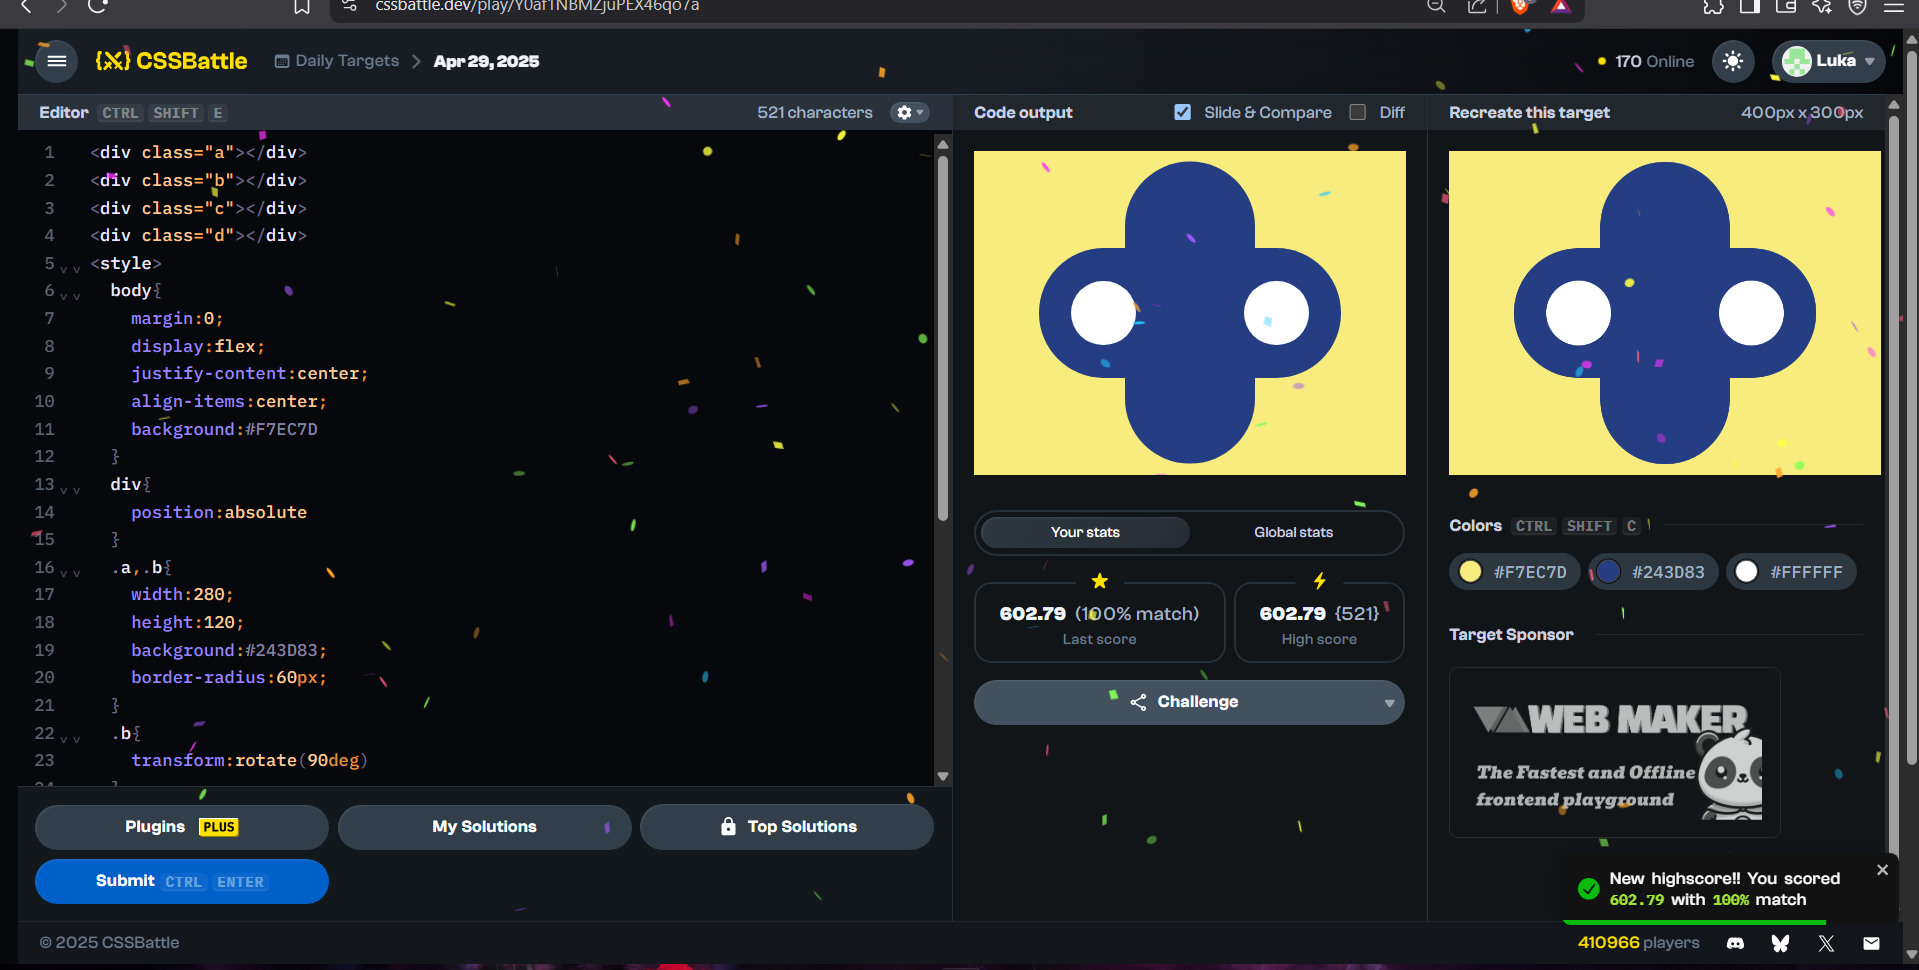 cssbattle.dev/play/Y0af1NBMZjuPEX46qo7a
{X} CSSBattle
Daily Targets > Apr 29, 2025
170 Online
Luka
Editor CTRL SHIFT E
521 characters
1 <div class="a"></div>
2 <div class="b"></div>
3 <div class="c"></div>
4 <div class="d"></div>
5 <style>
6 body{
7 margin:0;
8 display:flex;
9 justify-content:center;
10 align-items:center;
11 background:#F7EC7D
12 }
13 div{
14 position:absolute
15 }
16 .a,.b{
17 width:280;
18 height:120;
19 background:#243D83;
20 border-radius:60px;
21 }
22 .b{
23 transform:rotate(90deg)
24 }
Plugins PLUS
My Solutions
Top Solutions
Submit CTRL ENTER
Code output
Slide & Compare
Diff
Your stats
Global stats
602.79 (100% match)
Last score
602.79 {521}
High score
Challenge
Recreate this target
400px x 300px
Colors CTRL SHIFT C
#F7EC7D
#243D83
#FFFFFF
Target Sponsor
WEB MAKER
The Fastest and Offline
frontend playground
New highscore!! You scored
602.79 with 100% match
© 2025 CSSBattle
410966 players